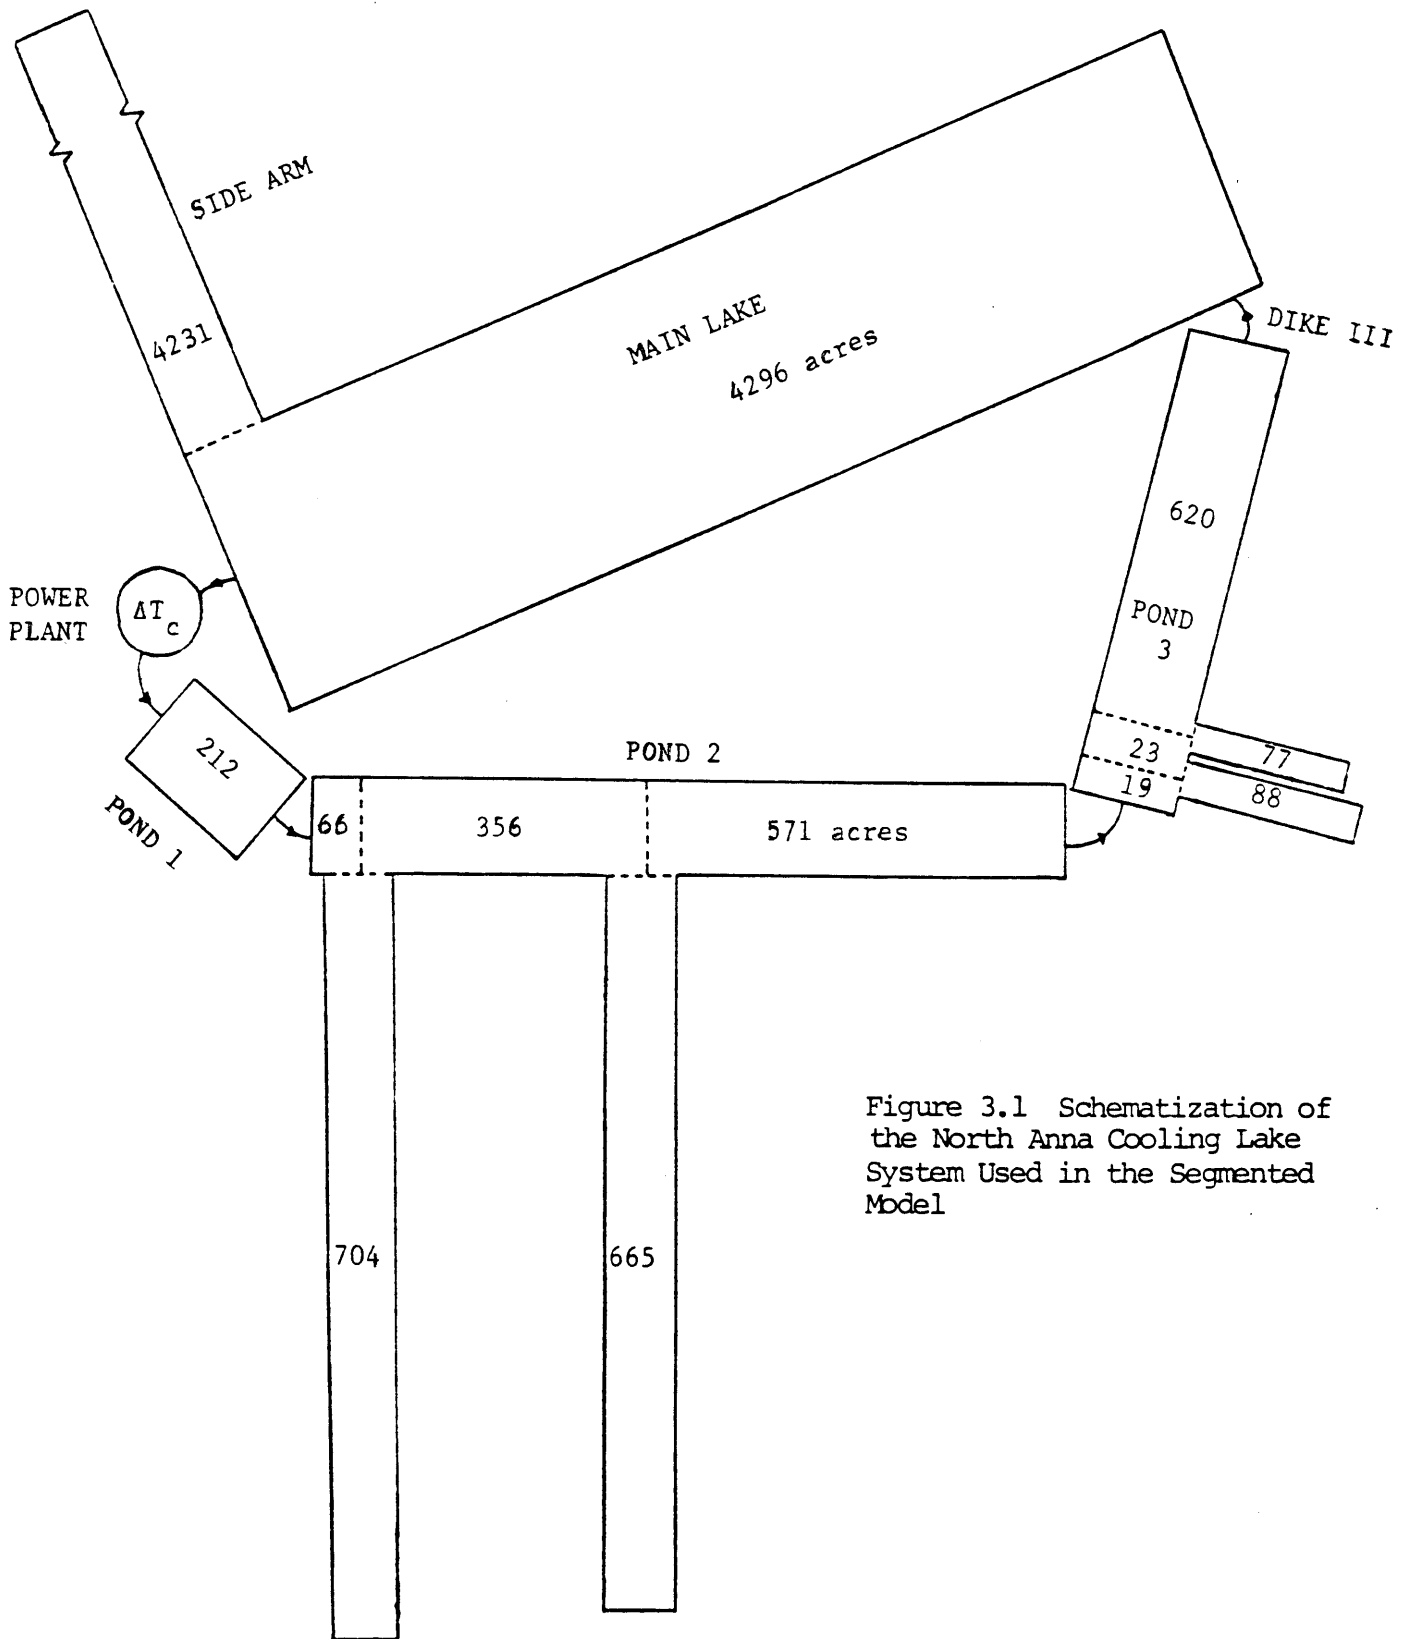 SIDE ARM
4231
MAIN LAKE
4296 acres
DIKE III
620
POND
3
23
19
77
88
POWER
PLANT
ΔTc
212
POND 1
POND 2
66
356
571 acres
704
665
Figure 3.1 Schematization of
the North Anna Cooling Lake
System Used in the Segmented
Model